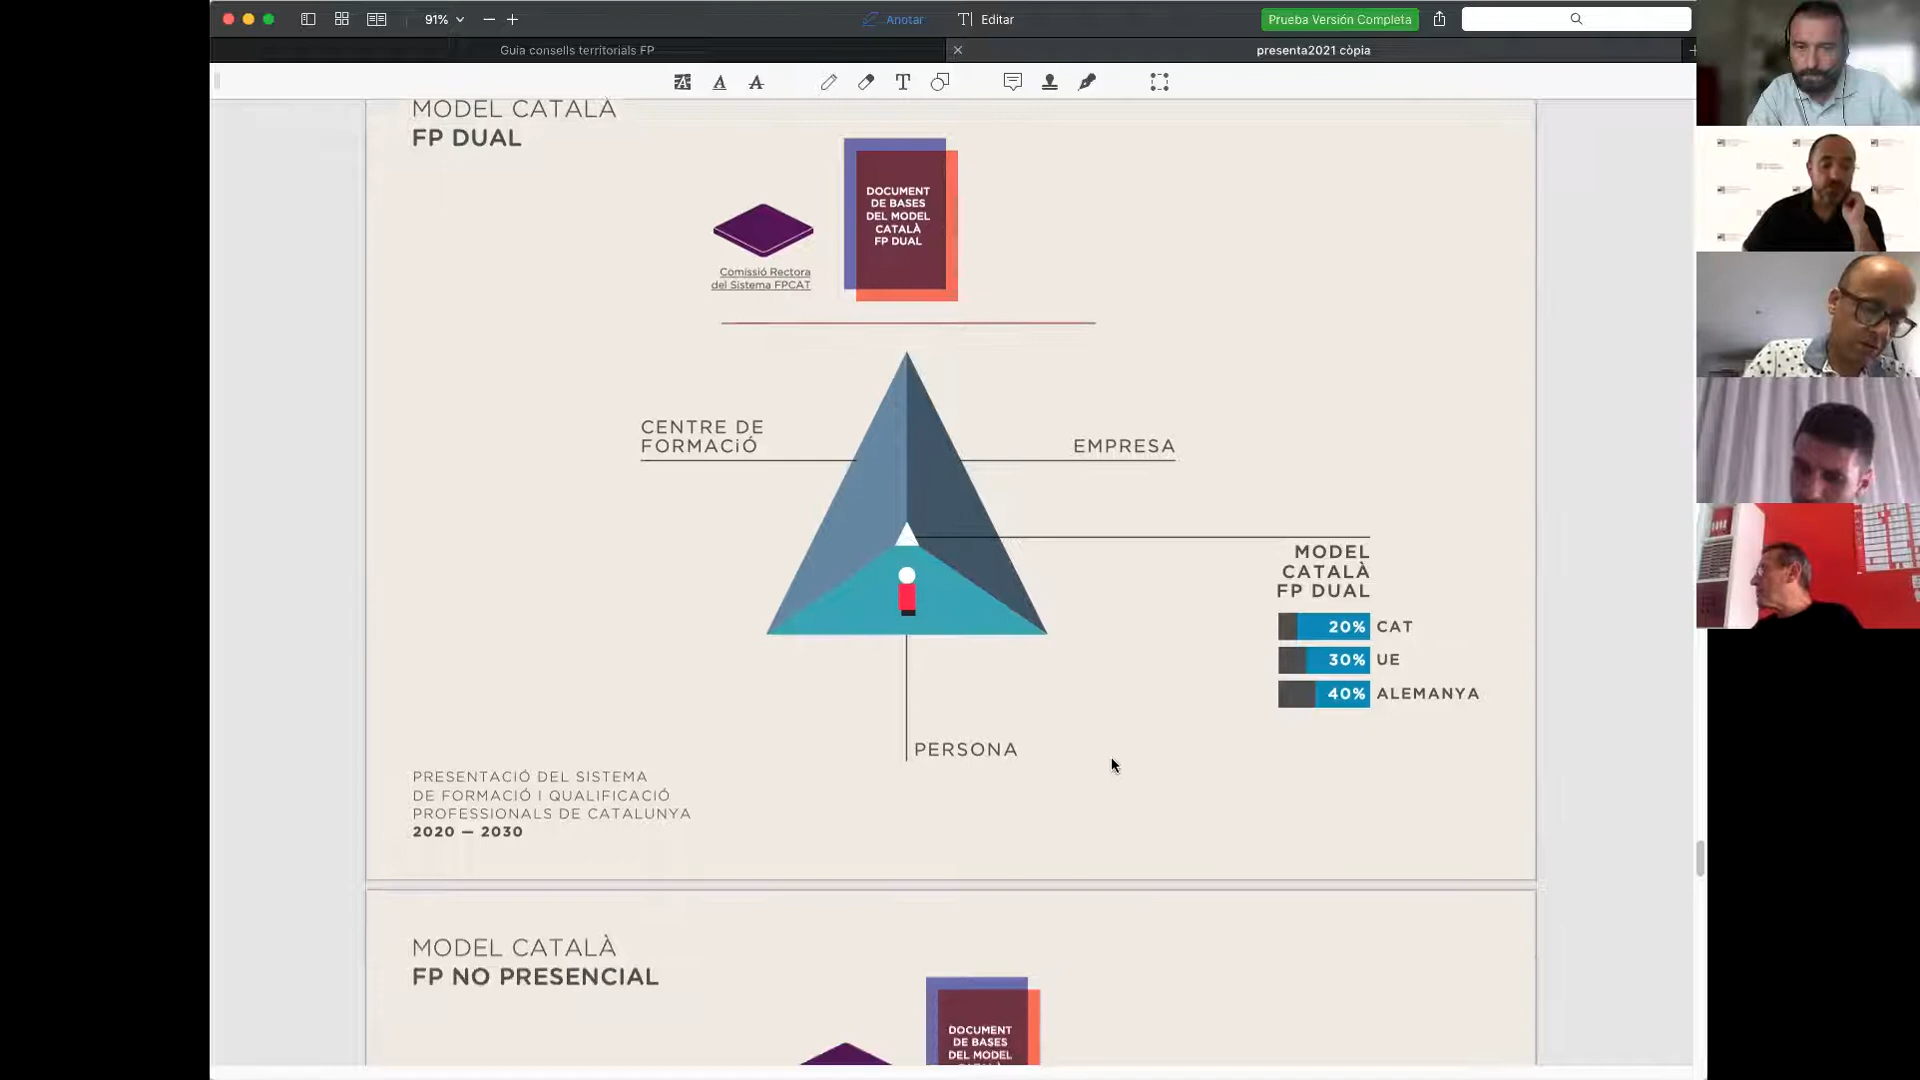 91%
Anotar
Editar
Prueba Versión Completa
Guia consells territorials FP
presenta2021 còpia
MODEL CATALÀ
FP DUAL
DOCUMENT
DE BASES
DEL MODEL
CATALÀ
FP DUAL
Comissió Rectora
del Sistema FPCAT
CENTRE DE
FORMACiÓ
EMPRESA
MODEL
CATALÀ
FP DUAL
20% CAT
30% UE
40% ALEMANYA
PERSONA
PRESENTACIÓ DEL SISTEMA
DE FORMACIÓ I QUALIFICACIÓ
PROFESSIONALS DE CATALUNYA
2020 — 2030
MODEL CATALÀ
FP NO PRESENCIAL
DOCUMENT
DE BASES
DEL MODEL